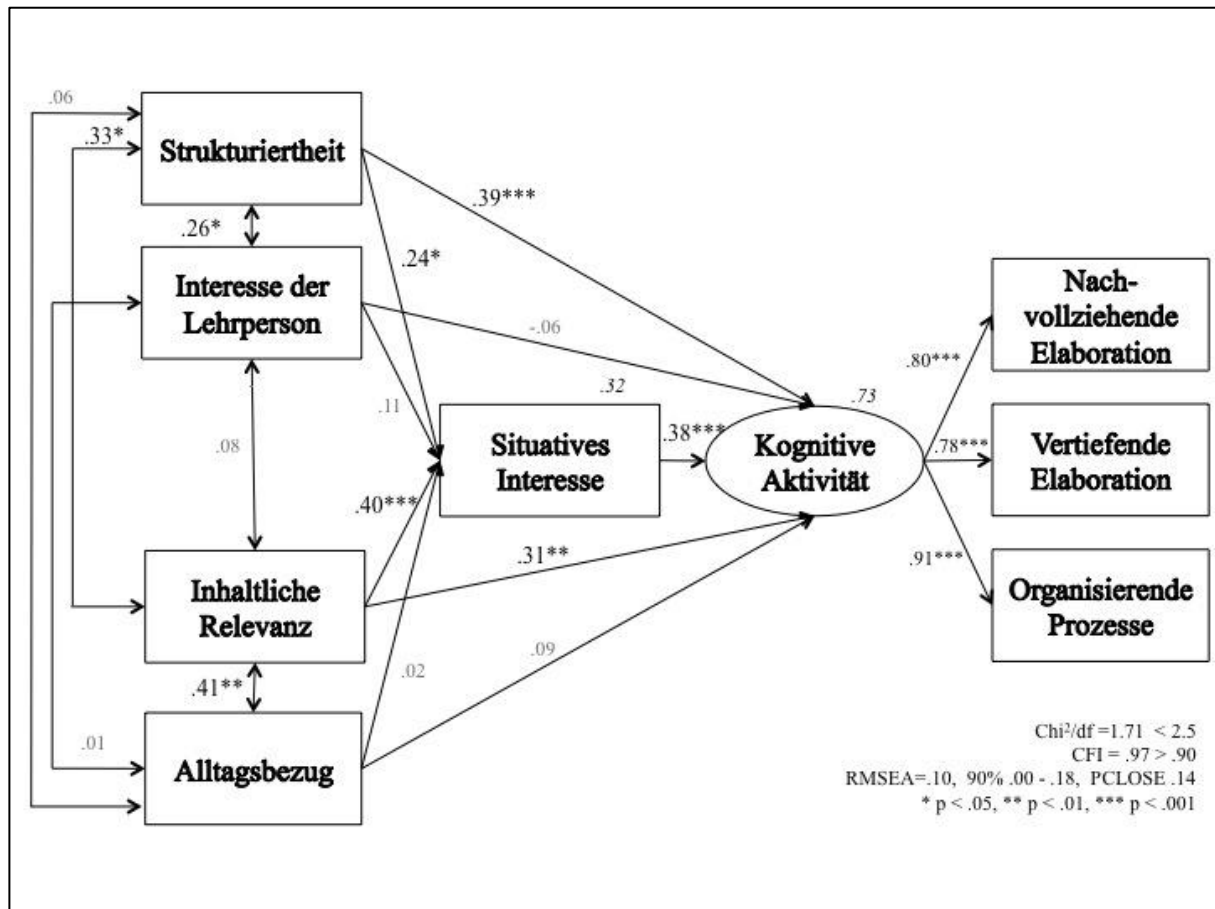 .06
.33*
Strukturiertheit
.26*
.39***
.24*
Interesse der
Lehrperson
-.06
.11
.08
.32
Situatives
Interesse
.38***
.73
Kognitive
Aktivität
.40***
.31**
Inhaltliche
Relevanz
.41**
.02
.09
.01
Alltagsbezug
Nach-
vollziehende
Elaboration
.80***
Vertiefende
Elaboration
.78***
.91***
Organisierende
Prozesse
Chi²/df =1.71 < 2.5
CFI = .97 > .90
RMSEA=.10, 90% .00 - .18, PCLOSE .14
* p < .05, ** p < .01, *** p < .001